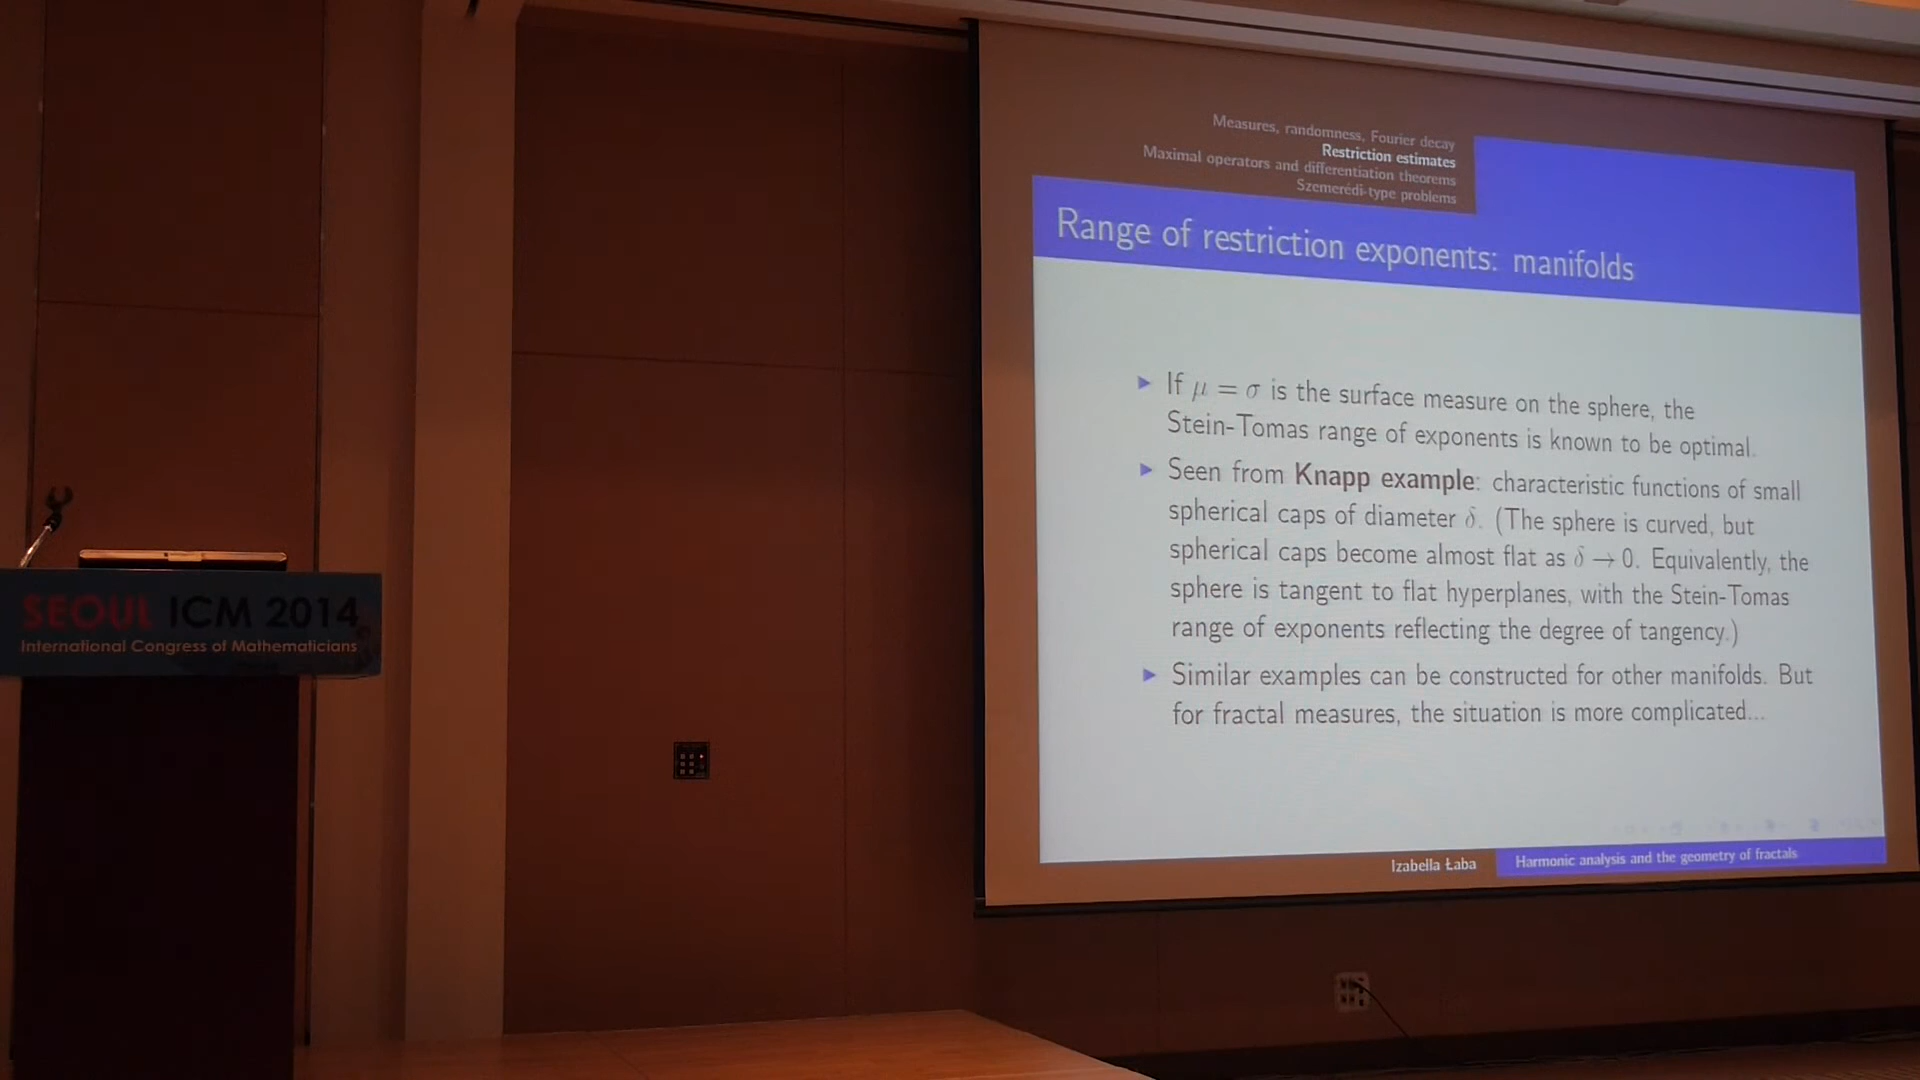 Measures, randomness, Fourier decay
Restriction estimates
Maximal operators and differentiation theorems
Szemerédi-type problems
Range of restriction exponents: manifolds
▶ If μ = σ is the surface measure on the sphere, the
Stein-Tomas range of exponents is known to be optimal.
▶ Seen from Knapp example: characteristic functions of small
spherical caps of diameter δ. (The sphere is curved, but
spherical caps become almost flat as δ → 0. Equivalently, the
sphere is tangent to flat hyperplanes, with the Stein-Tomas
range of exponents reflecting the degree of tangency.)
▶ Similar examples can be constructed for other manifolds. But
for fractal measures, the situation is more complicated...
Izabella Łaba
Harmonic analysis and the geometry of fractals
SEOUL ICM 2014
International Congress of Mathematicians